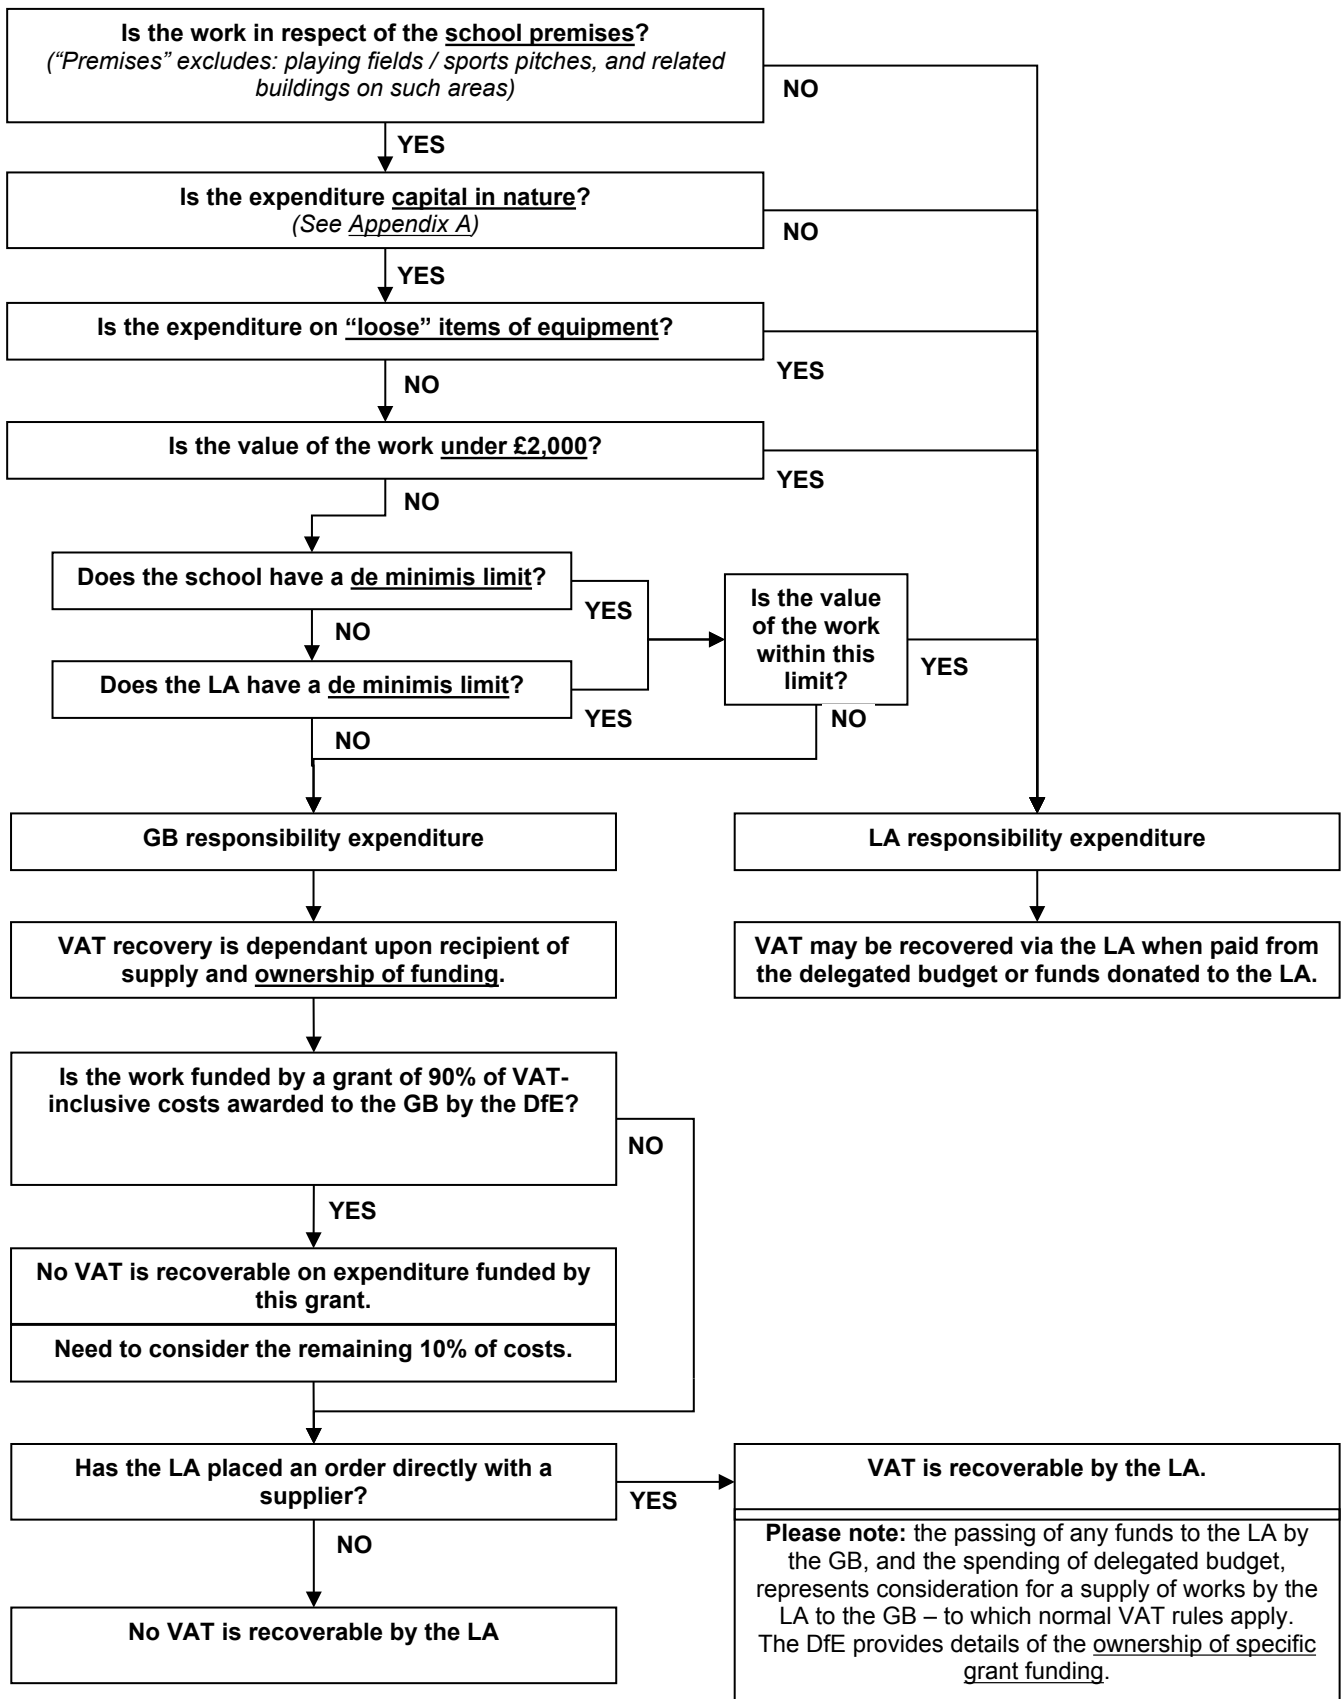 Is the work in respect of the school premises?
(“Premises” excludes: playing fields / sports pitches, and related
buildings on such areas)
NO
YES
Is the expenditure capital in nature?
(See Appendix A)
NO
YES
Is the expenditure on “loose” items of equipment?
YES
NO
Is the value of the work under £2,000?
YES
NO
Does the school have a de minimis limit?
YES
NO
Does the LA have a de minimis limit?
YES
NO
Is the value
of the work
within this
limit?
YES
NO
GB responsibility expenditure
LA responsibility expenditure
VAT recovery is dependant upon recipient of
supply and ownership of funding.
VAT may be recovered via the LA when paid from
the delegated budget or funds donated to the LA.
Is the work funded by a grant of 90% of VAT-
inclusive costs awarded to the GB by the DfE?
NO
YES
No VAT is recoverable on expenditure funded by
this grant.
Need to consider the remaining 10% of costs.
Has the LA placed an order directly with a
supplier?
YES
NO
VAT is recoverable by the LA.
Please note: the passing of any funds to the LA by
the GB, and the spending of delegated budget,
represents consideration for a supply of works by the
LA to the GB – to which normal VAT rules apply.
The DfE provides details of the ownership of specific
grant funding.
No VAT is recoverable by the LA